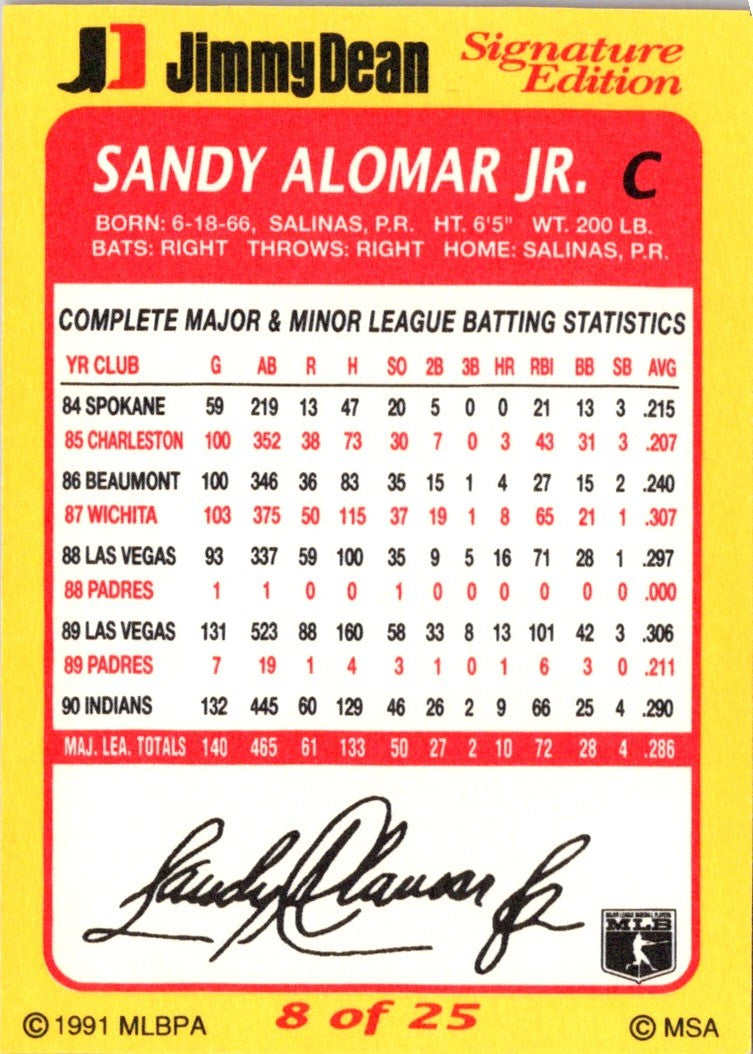 JimmyDean Signature Edition
SANDY ALOMAR JR. C
BORN: 6-18-66, SALINAS, P.R. HT. 6'5" WT. 200 LB.
BATS: RIGHT THROWS: RIGHT HOME: SALINAS, P.R.
COMPLETE MAJOR & MINOR LEAGUE BATTING STATISTICS
YR CLUB G AB R H SO 2B 3B HR RBI BB SB AVG
84 SPOKANE 59 219 13 47 20 5 0 0 21 13 3 .215
85 CHARLESTON 100 352 38 73 30 7 0 3 43 31 3 .207
86 BEAUMONT 100 346 36 83 35 15 1 4 27 15 2 .240
87 WICHITA 103 375 50 115 37 19 1 8 65 21 1 .307
88 LAS VEGAS 93 337 59 100 35 9 5 16 71 28 1 .297
88 PADRES 1 1 0 0 1 0 0 0 0 0 0 .000
89 LAS VEGAS 131 523 88 160 58 33 8 13 101 42 3 .306
89 PADRES 7 19 1 4 3 1 0 1 6 3 0 .211
90 INDIANS 132 445 60 129 46 26 2 9 66 25 4 .290
MAJ. LEA. TOTALS 140 465 61 133 50 27 2 10 72 28 4 .286
Sandy Alomar Jr
MAJOR LEAGUE BASEBALL PLAYERS
MLB
© 1991 MLBPA 8 of 25 © MSA